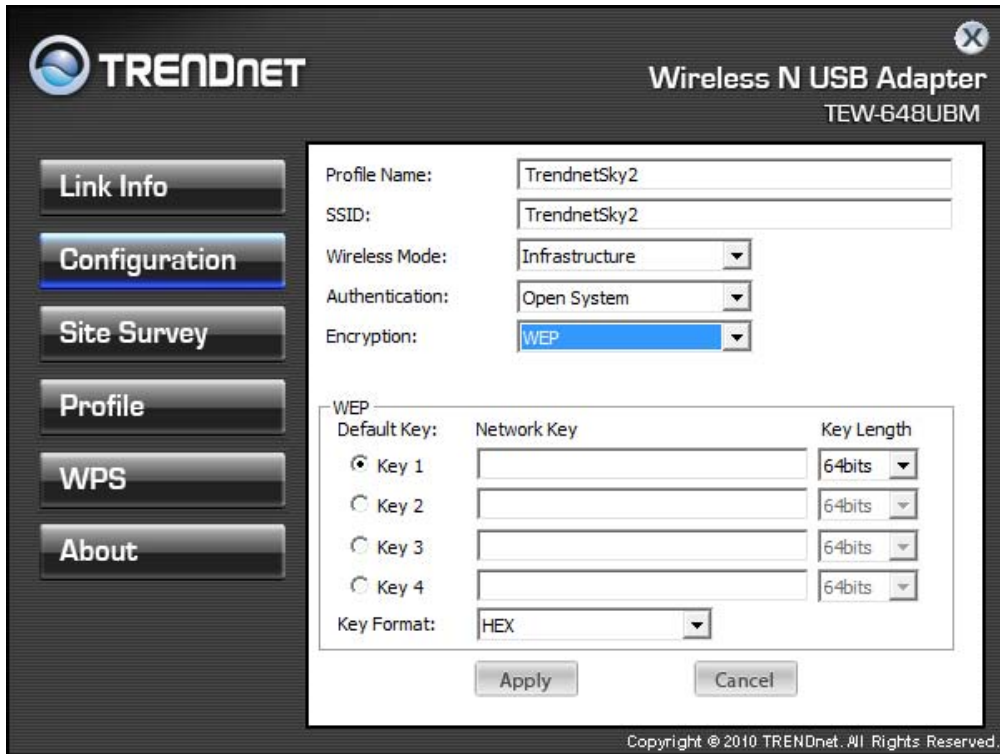 TRENDNET
Wireless N USB Adapter
TEW-648UBM
Link Info
Configuration
Site Survey
Profile
WPS
About
Profile Name: TrendnetSky2
SSID: TrendnetSky2
Wireless Mode: Infrastructure
Authentication: Open System
Encryption: WEP
WEP
Default Key: Network Key Key Length
Key 1 64bits
Key 2 64bits
Key 3 64bits
Key 4 64bits
Key Format: HEX
Apply Cancel
Copyright © 2010 TRENDnet. All Rights Reserved.